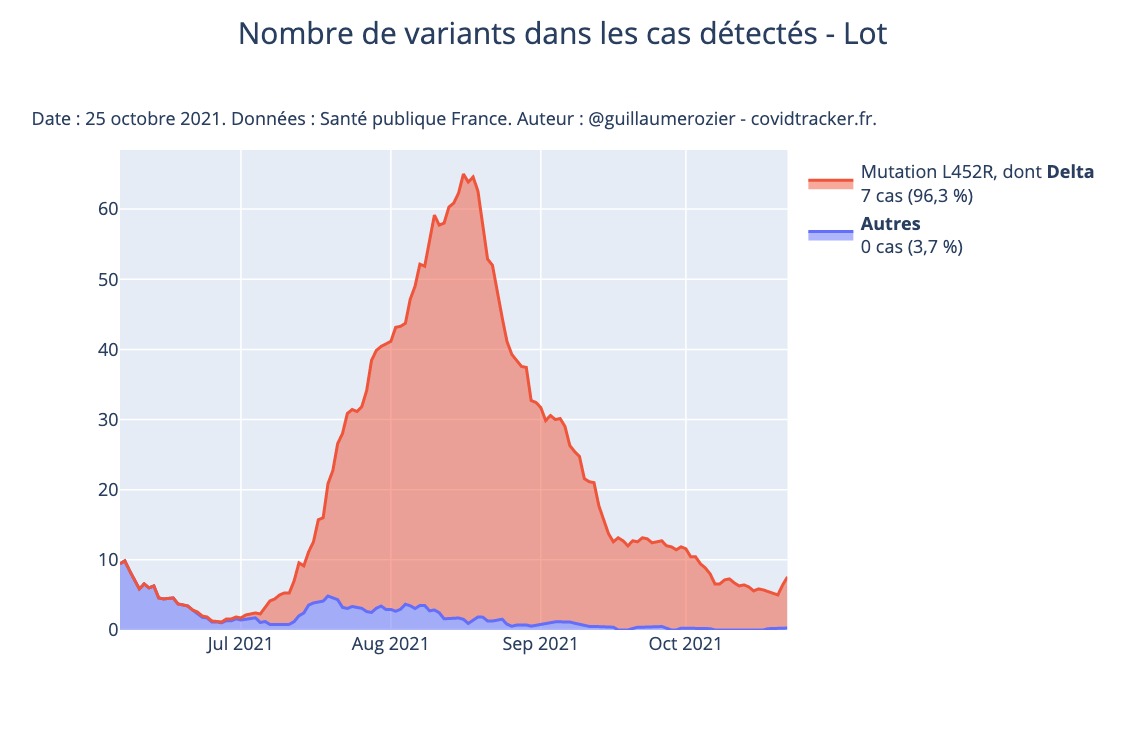 Nombre de variants dans les cas détectés - Lot
Date : 25 octobre 2021. Données : Santé publique France. Auteur : @guillaumerozier - covidtracker.fr.
Mutation L452R, dont Delta
7 cas (96,3 %)
Autres
0 cas (3,7 %)
60
50
40
30
20
10
0
Jul 2021
Aug 2021
Sep 2021
Oct 2021